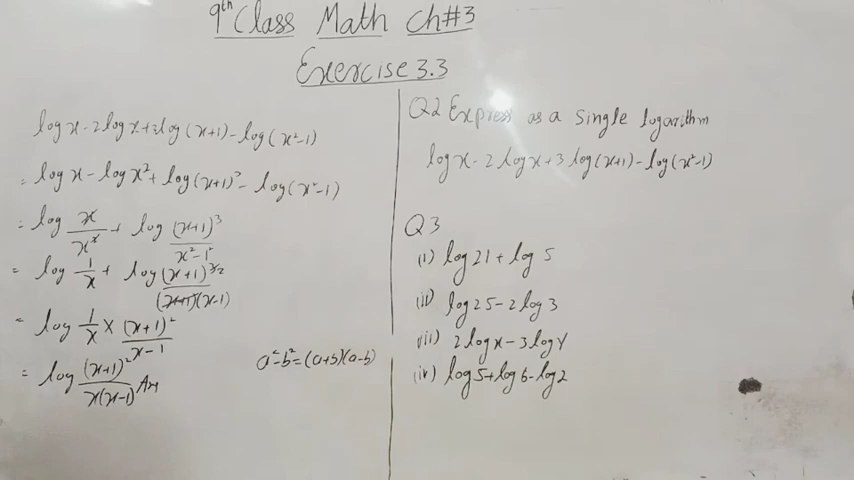 9th Class Math Ch#3
Exercise 3.3
log x - 2 log x + 3 log (x+1) - log (x²-1)
= log x - log x² + log (x+1)³ - log (x²-1)
= log x/x² + log (x+1)³/x²-1²
= log 1/x + log (x+1)³/²/(x+1)(x-1)
= log 1/x × (x+1)²/x-1
a²-b² = (a+b)(a-b)
= log (x+1)²/x(x-1) Ans
Q2 Express as a single logarithm
log x - 2 log x + 3 log (x+1) - log (x²-1)
Q3
(i) log 21 + log 5
(ii) log 25 - 2 log 3
(iii) 2 log x - 3 log Y
(iv) log 5 + log 6 - log 2